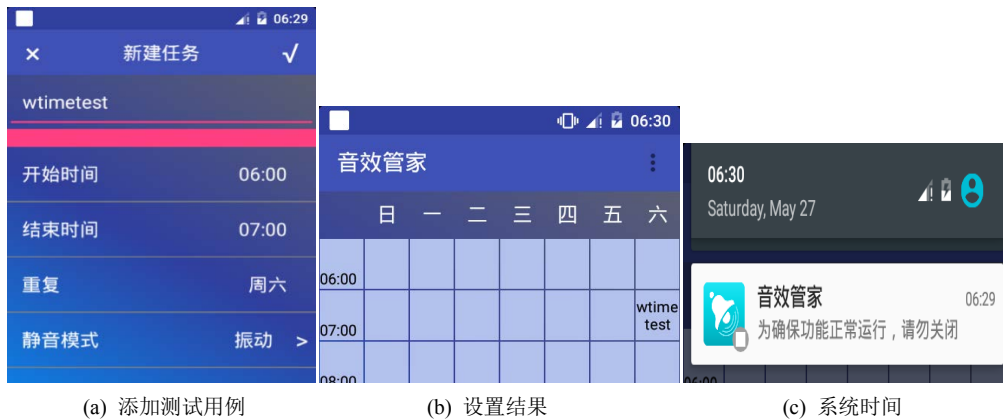 06:29
× 新建任务 √
wtimetest
开始时间 06:00
结束时间 07:00
重复 周六
静音模式 振动 >
(a) 添加测试用例
06:30
音效管家
日 一 二 三 四 五 六
06:00
wtime
test
07:00
08:00
(b) 设置结果
06:30
Saturday, May 27
音效管家 06:29
为确保功能正常运行，请勿关闭
06:00
(c) 系统时间